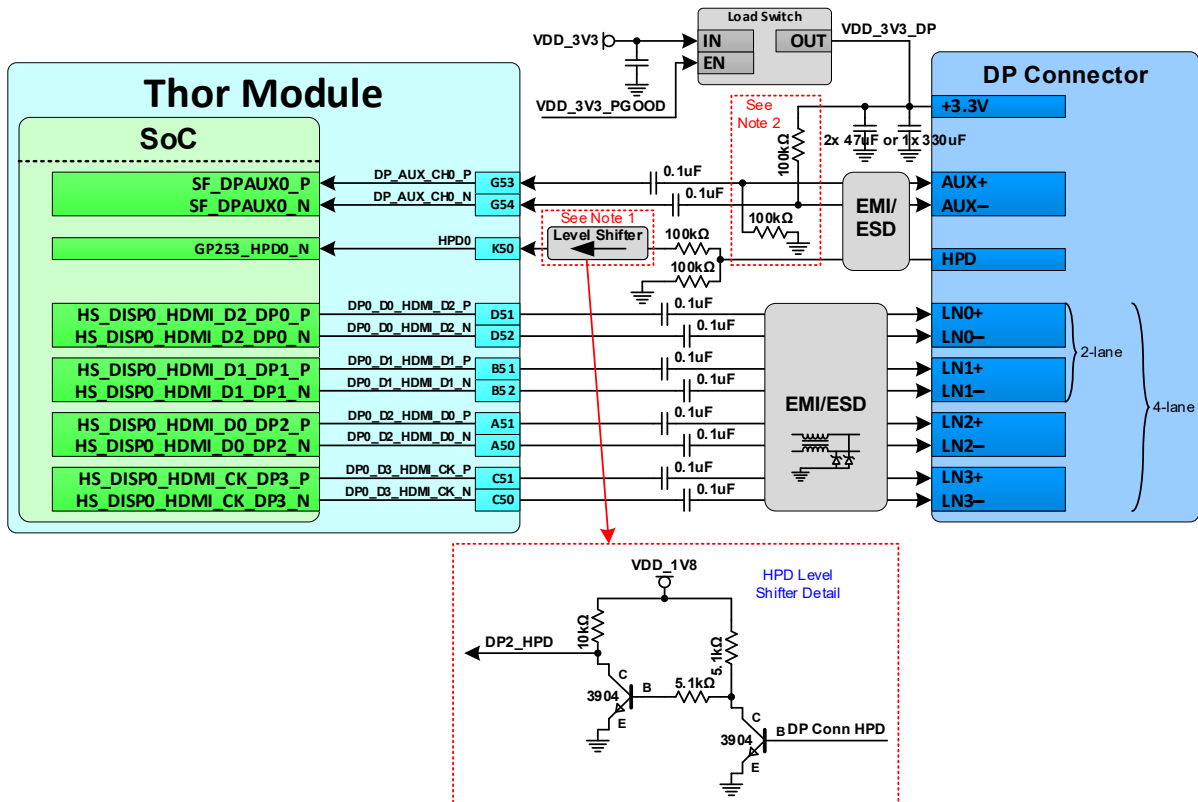 Load Switch
VDD_3V3
IN
OUT
EN
VDD_3V3_DP
VDD_3V3_PGOOD
Thor Module
SoC
DP Connector
See
Note 2
+3.3V
100kΩ
2x 47uF or 1x 330uF
SF_DPAUX0_P
DP_AUX_CH0_P
G53
0.1uF
AUX+
SF_DPAUX0_N
DP_AUX_CH0_N
G54
0.1uF
AUX–
EMI/
ESD
See Note 1
Level Shifter
100kΩ
100kΩ
GP253_HPD0_N
HPD0
K50
100kΩ
HPD
HS_DISP0_HDMI_D2_DP0_P
DP0_D0_HDMI_D2_P
D51
0.1uF
LN0+
HS_DISP0_HDMI_D2_DP0_N
DP0_D0_HDMI_D2_N
D52
0.1uF
LN0–
2-lane
HS_DISP0_HDMI_D1_DP1_P
DP0_D1_HDMI_D1_P
B51
0.1uF
LN1+
HS_DISP0_HDMI_D1_DP1_N
DP0_D1_HDMI_D1_N
B52
0.1uF
LN1–
EMI/ESD
4-lane
HS_DISP0_HDMI_D0_DP2_P
DP0_D2_HDMI_D0_P
A51
0.1uF
LN2+
HS_DISP0_HDMI_D0_DP2_N
DP0_D2_HDMI_D0_N
A50
0.1uF
LN2–
HS_DISP0_HDMI_CK_DP3_P
DP0_D3_HDMI_CK_P
C51
0.1uF
LN3+
HS_DISP0_HDMI_CK_DP3_N
DP0_D3_HDMI_CK_N
C50
0.1uF
LN3–
VDD_1V8
HPD Level
Shifter Detail
10kΩ
5.1kΩ
DP2_HPD
C
5.1kΩ
3904
B
E
C
3904
B
DP Conn HPD
E